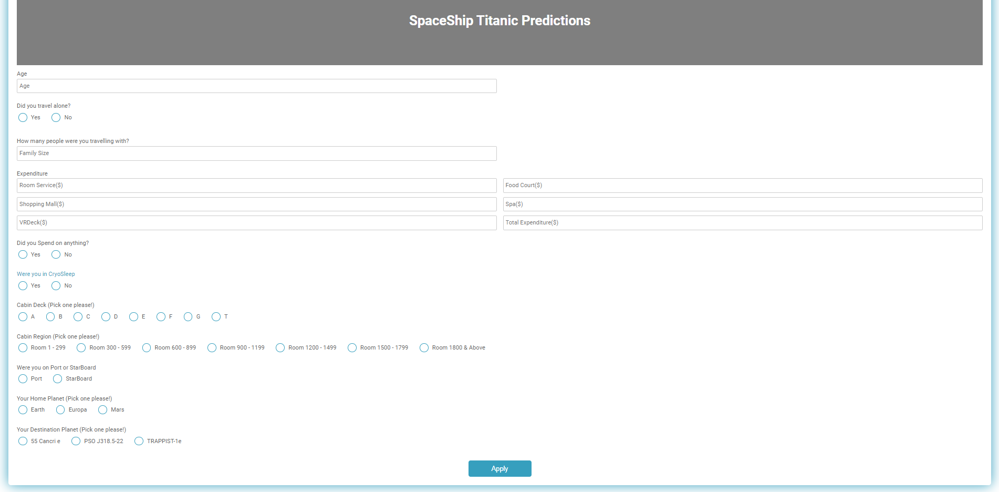 SpaceShip Titanic Predictions
Age
Age
Did you travel alone?
Yes No
How many people were you travelling with?
Family Size
Expenditure
Room Service($) Food Court($)
Shopping Mall($) Spa($)
VRDeck($) Total Expenditure($)
Did you Spend on anything?
Yes No
Were you in CryoSleep
Yes No
Cabin Deck (Pick one please!)
A B C D E F G T
Cabin Region (Pick one please!)
Room 1 - 299 Room 300 - 599 Room 600 - 899 Room 900 - 1199 Room 1200 - 1499 Room 1500 - 1799 Room 1800 & Above
Were you on Port or StarBoard
Port StarBoard
Your Home Planet (Pick one please!)
Earth Europa Mars
Your Destination Planet (Pick one please!)
55 Cancri e PSO J318.5-22 TRAPPIST-1e
Apply